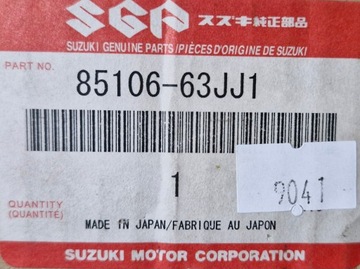 SGP スズキ純正部品
SUZUKI GENUINE PARTS/PIÈCES D'ORIGINE DE SUZUKI
PART NO.
85106-63JJ1
1
9041
QUANTITY
(QUANTITÉ)
MADE IN JAPAN/FABRIQUE AU JAPON
SUZUKI MOTOR CORPORATION